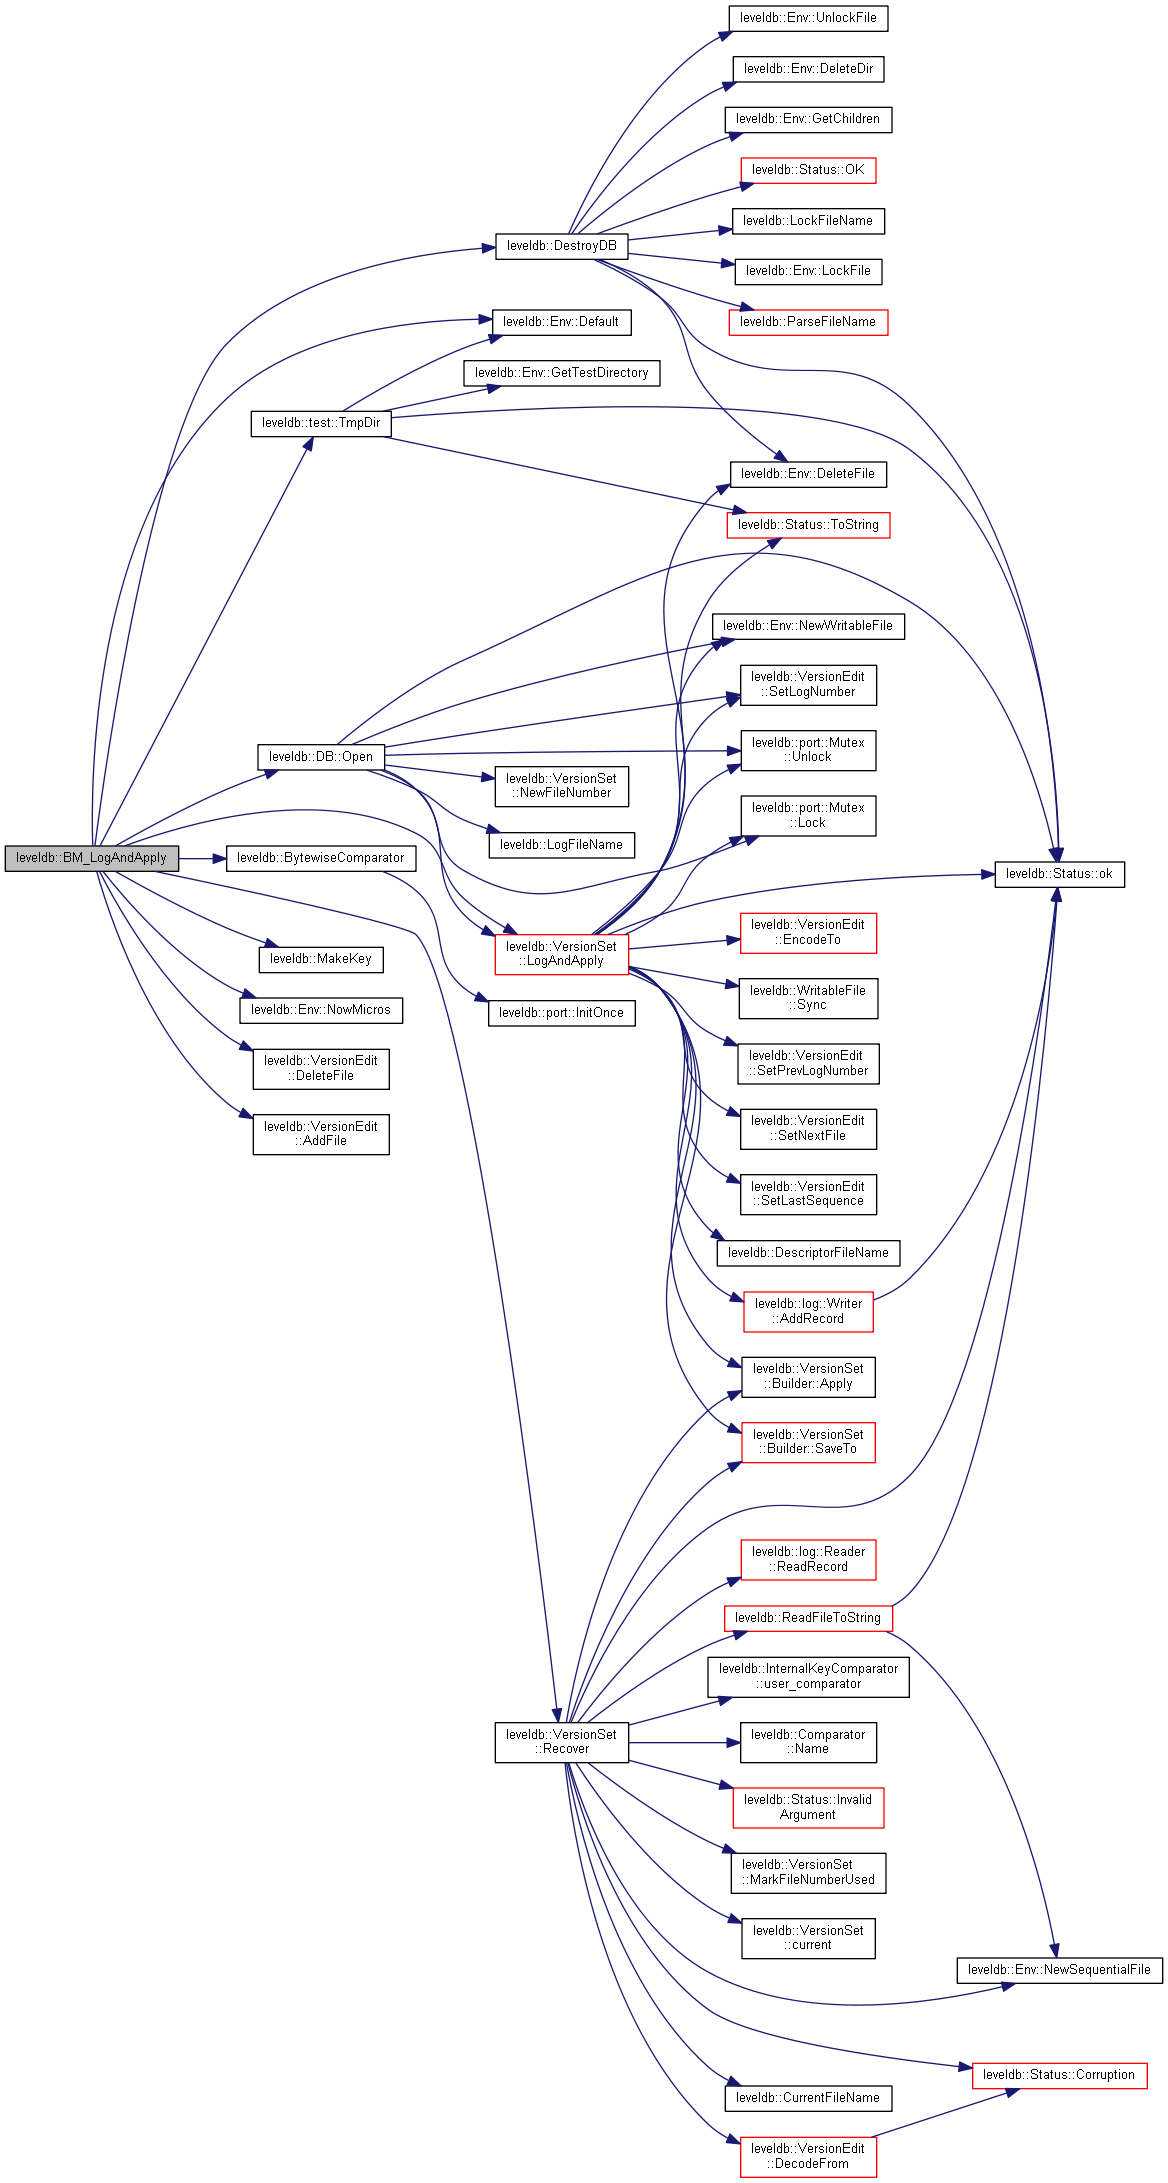 leveldb::Env::UnlockFile
leveldb::Env::DeleteDir
leveldb::Env::GetChildren
leveldb::Status::OK
leveldb::LockFileName
leveldb::DestroyDB
leveldb::Env::LockFile
leveldb::ParseFileName
leveldb::Env::Default
leveldb::Env::GetTestDirectory
leveldb::test::TmpDir
leveldb::Env::DeleteFile
leveldb::Status::ToString
leveldb::Env::NewWritableFile
leveldb::VersionEdit
::SetLogNumber
leveldb::port::Mutex
::Unlock
leveldb::DB::Open
leveldb::VersionSet
::NewFileNumber
leveldb::port::Mutex
::Lock
leveldb::LogFileName
leveldb::BM_LogAndApply
leveldb::BytewiseComparator
leveldb::Status::ok
leveldb::VersionEdit
::EncodeTo
leveldb::VersionSet
::LogAndApply
leveldb::MakeKey
leveldb::WritableFile
::Sync
leveldb::Env::NowMicros
leveldb::port::InitOnce
leveldb::VersionEdit
::SetPrevLogNumber
leveldb::VersionEdit
::DeleteFile
leveldb::VersionEdit
::SetNextFile
leveldb::VersionEdit
::AddFile
leveldb::VersionEdit
::SetLastSequence
leveldb::DescriptorFileName
leveldb::log::Writer
::AddRecord
leveldb::VersionSet
::Builder::Apply
leveldb::VersionSet
::Builder::SaveTo
leveldb::log::Reader
::ReadRecord
leveldb::ReadFileToString
leveldb::InternalKeyComparator
::user_comparator
leveldb::VersionSet
::Recover
leveldb::Comparator
::Name
leveldb::Status::Invalid
Argument
leveldb::VersionSet
::MarkFileNumberUsed
leveldb::VersionSet
::current
leveldb::Env::NewSequentialFile
leveldb::Status::Corruption
leveldb::CurrentFileName
leveldb::VersionEdit
::DecodeFrom